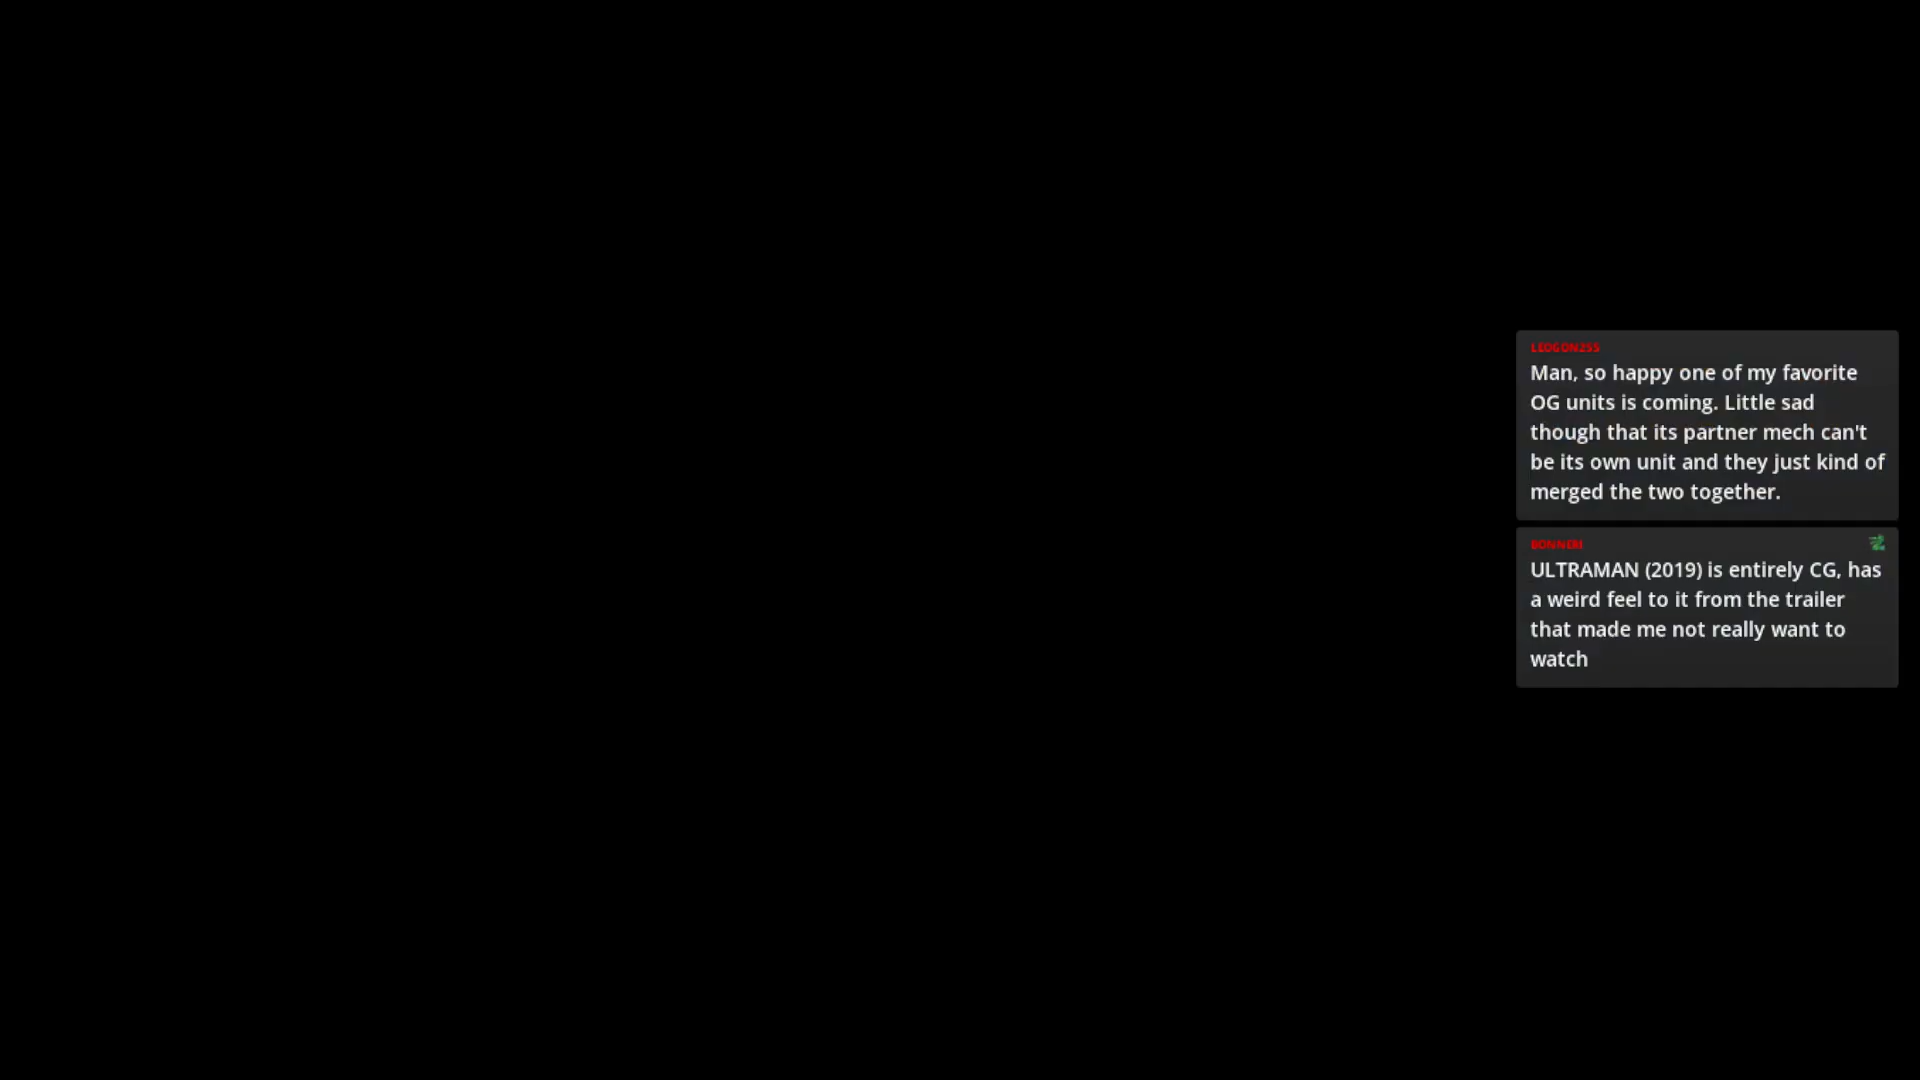 LEOGON255
Man, so happy one of my favorite
OG units is coming. Little sad
though that its partner mech can't
be its own unit and they just kind of
merged the two together.
BONNERI
ULTRAMAN (2019) is entirely CG, has
a weird feel to it from the trailer
that made me not really want to
watch